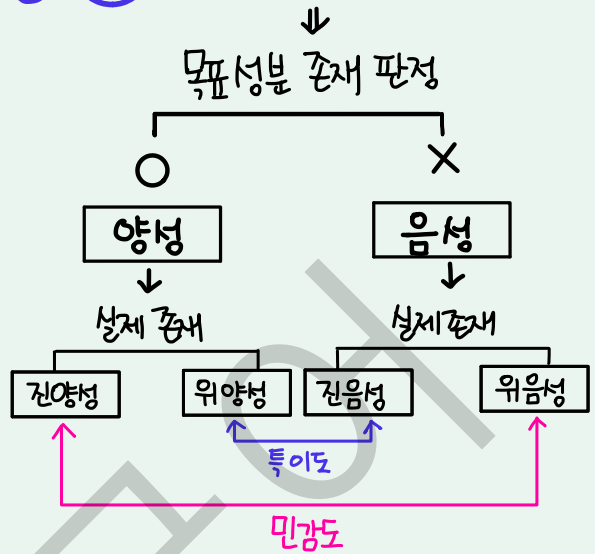 목표성분 존재 판정
양성 음성
실제 존재 실제존재
진양성 위양성 진음성 위음성
특이도
민감도